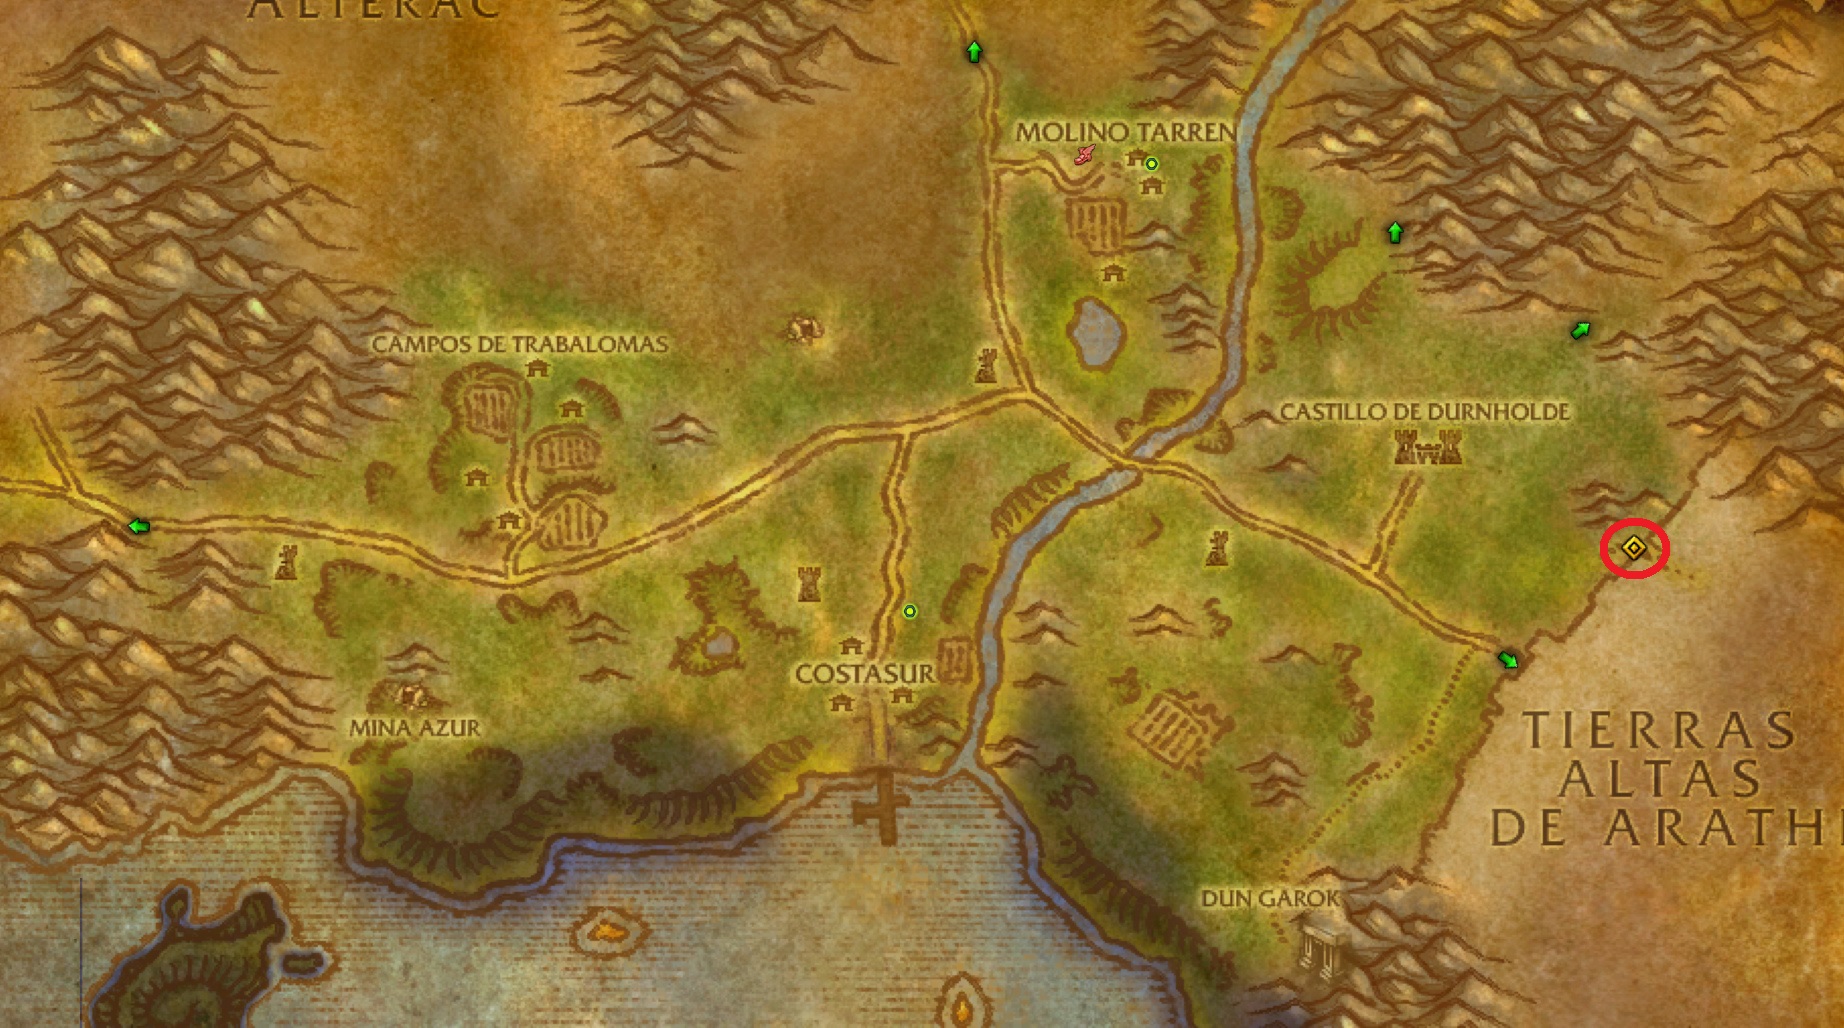 ALTERAC
MOLINO TARREN
CAMPOS DE TRABALOMAS
CASTILLO DE DURNHOLDE
COSTASUR
MINA AZUR
TIERRAS
ALTAS
DE ARATHI
DUN GAROK